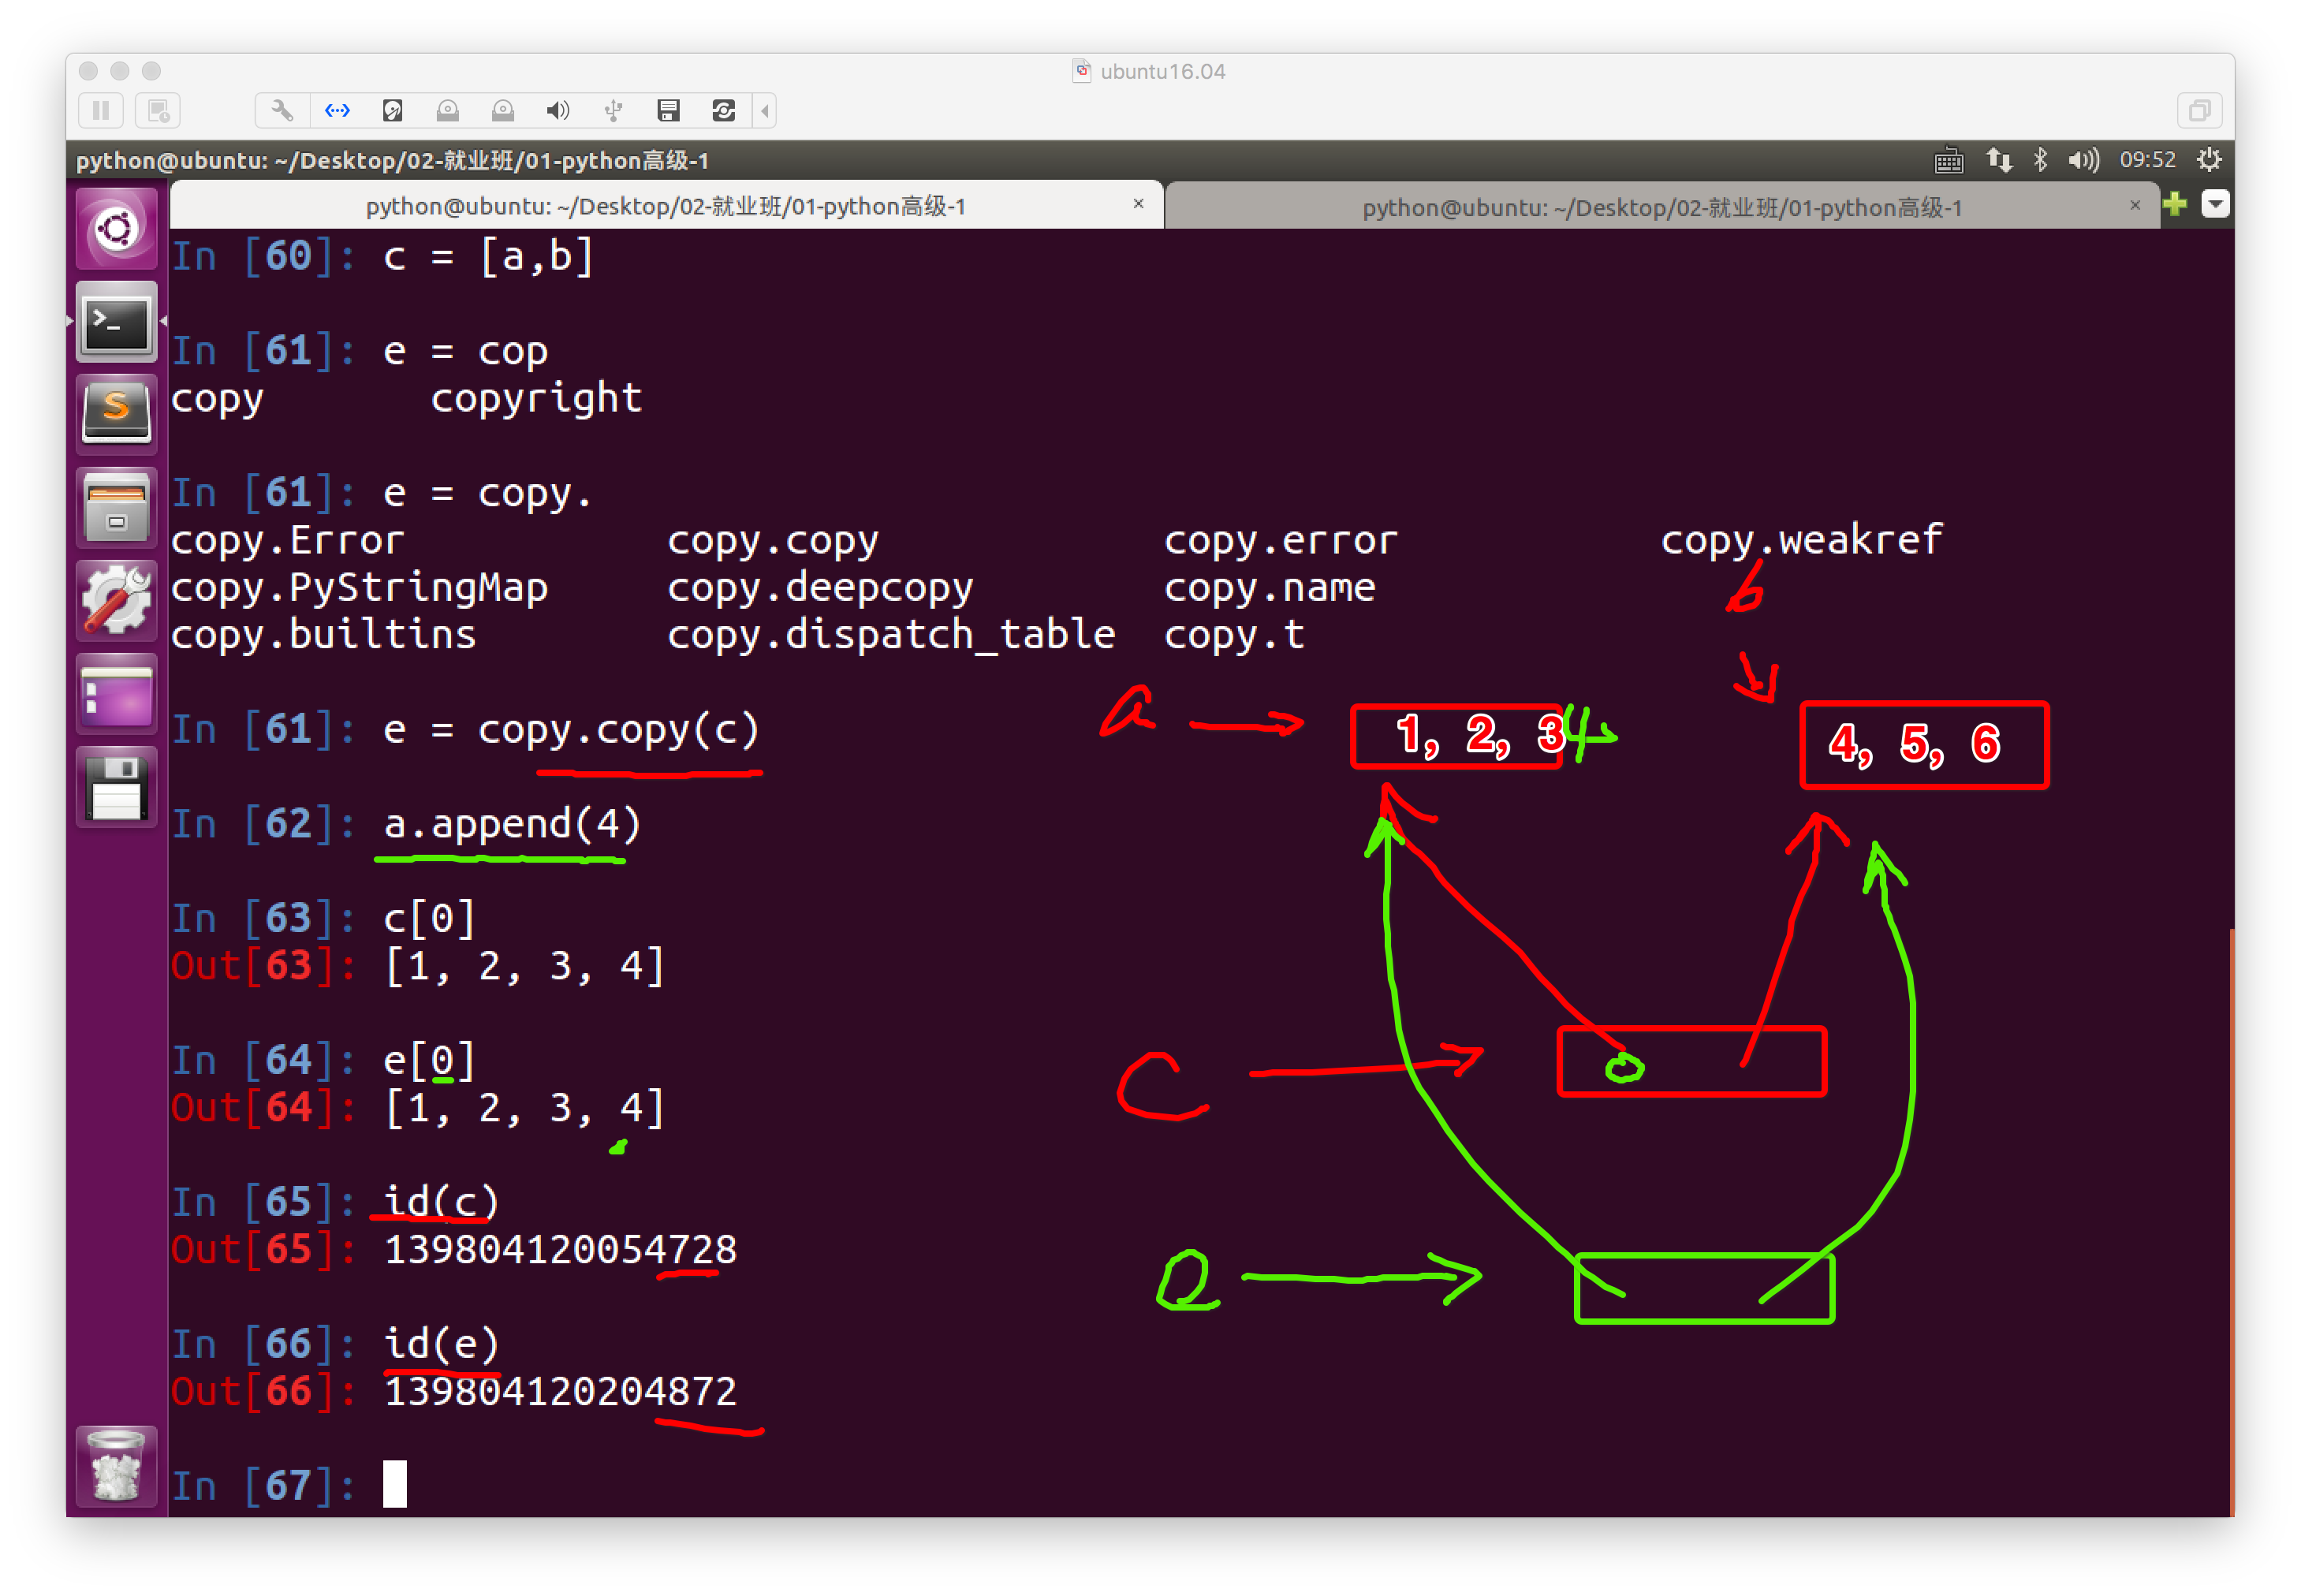 ubuntu16.04
python@ubuntu: ~/Desktop/02-就业班/01-python高级-1
09:52
python@ubuntu: ~/Desktop/02-就业班/01-python高级-1 ×
python@ubuntu: ~/Desktop/02-就业班/01-python高级-1 ×
In [60]: c = [a,b]
In [61]: e = cop
copy copyright
In [61]: e = copy.
copy.Error copy.copy copy.error copy.weakref
copy.PyStringMap copy.deepcopy copy.name
copy.builtins copy.dispatch_table copy.t
b
In [61]: e = copy.copy(c)
a
1, 2, 3 4
4, 5, 6
In [62]: a.append(4)
In [63]: c[0]
Out[63]: [1, 2, 3, 4]
In [64]: e[0]
Out[64]: [1, 2, 3, 4]
C
In [65]: id(c)
Out[65]: 139804120054728
In [66]: id(e)
Out[66]: 139804120204872
In [67]: